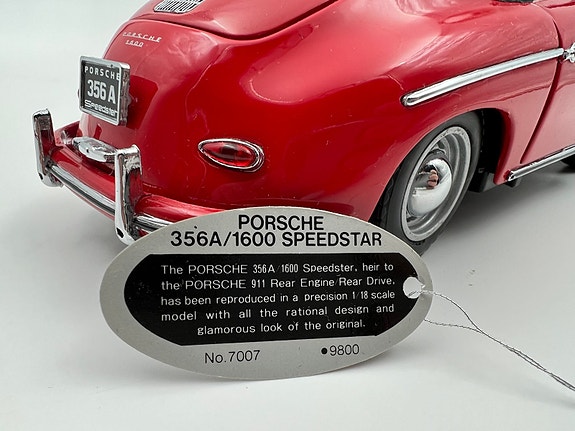 PORSCHE
1600
PORSCHE
356 A
Speedster
PORSCHE
356A/1600 SPEEDSTAR
The PORSCHE 356A 1600 Speedster, heir to
the PORSCHE 911 Rear Engine Rear Drive,
has been reproduced in a precision 1/18 scale
model with all the rational design and
glamorous look of the original.
No.7007 •9800